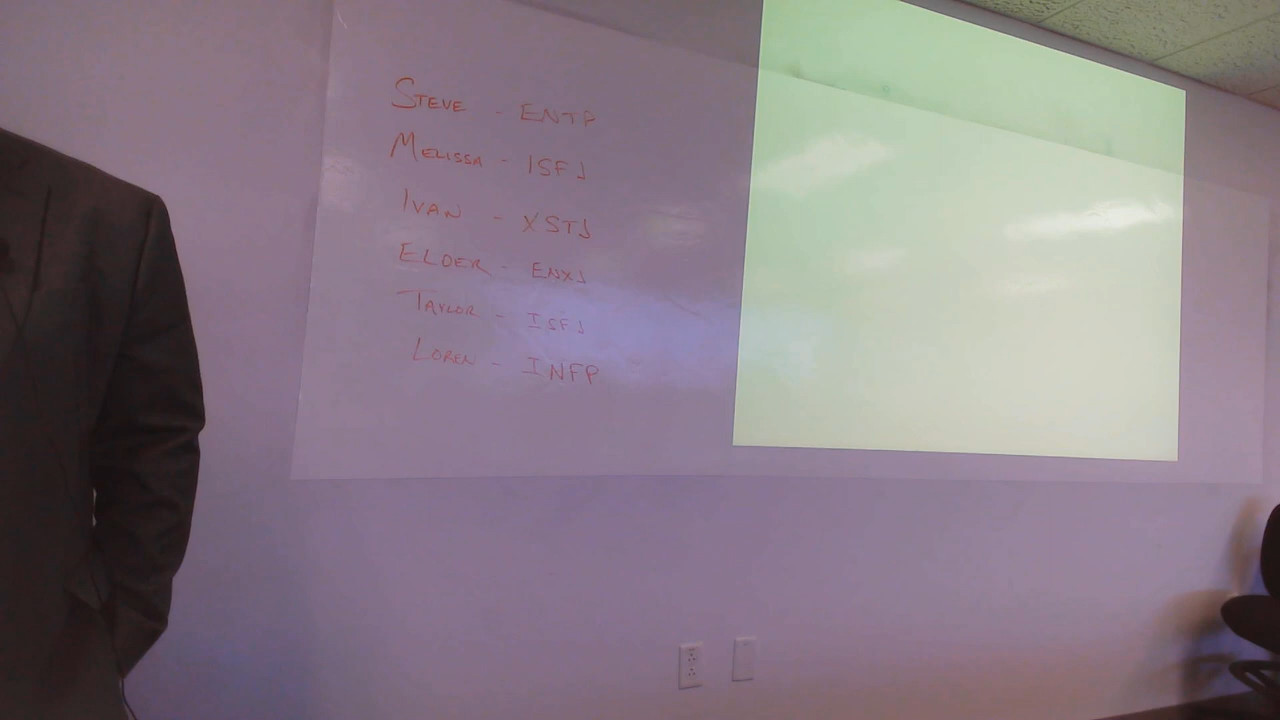 STEVE - ENTP
MELISSA - ISFJ
IVAN - XSTJ
ELDER - ENXJ
TAYLOR - ISFJ
LOREN - INFP